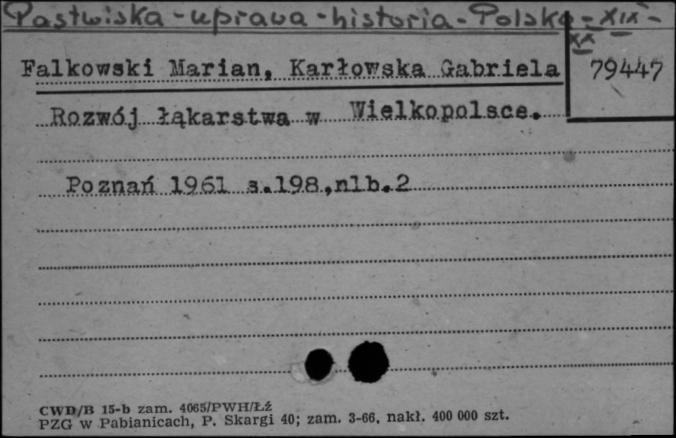 Pastwiska - uprawa - historia - Polska - XIX -
XX
Falkowski Marian, Karłowska Gabriela
79447
Rozwój łąkarstwa w Wielkopolsce.
Poznań 1961 s.198,nlb.2
CWD/B 15-b zam. 4065/PWH/Łź
PZG w Pabianicach, P. Skargi 40; zam. 3-66, nakł. 400 000 szt.